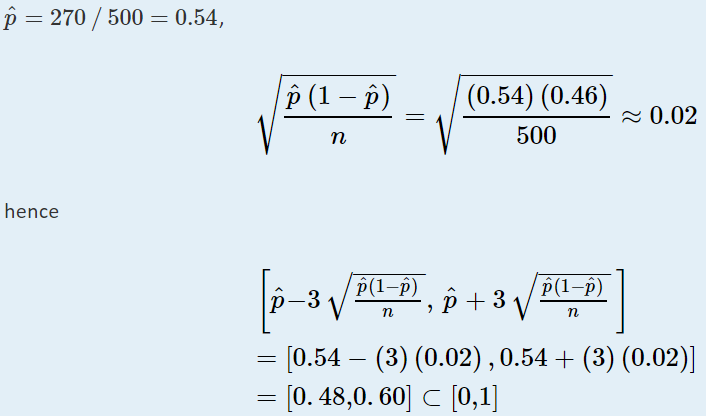 p̂ = 270 / 500 = 0.54,
√(p̂ (1 − p̂) / n) = √((0.54) (0.46) / 500) ≈ 0.02
hence
[p̂−3 √(p̂(1−p̂) / n), p̂ + 3 √(p̂(1−p̂) / n)]
= [0.54 − (3) (0.02) , 0.54 + (3) (0.02)]
= [0. 48,0. 60] ⊂ [0,1]